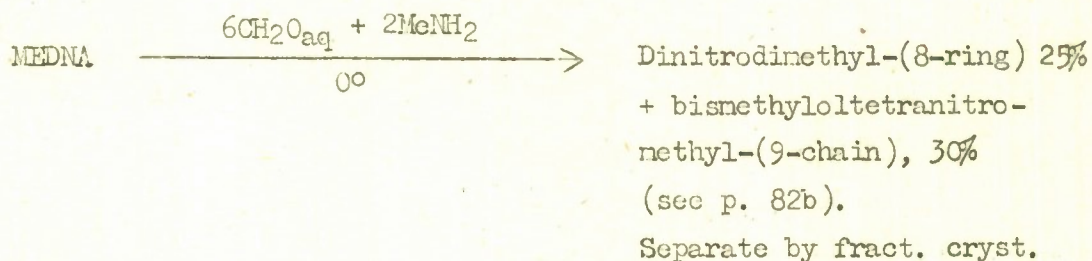 6CH₂Oaq + 2MeNH₂
MEDNA
0°
Dinitrodimethyl-(8-ring) 25%
+ bismethyloltetranitro-
methyl-(9-chain), 30%
(see p. 82b).
Separate by fract. cryst.